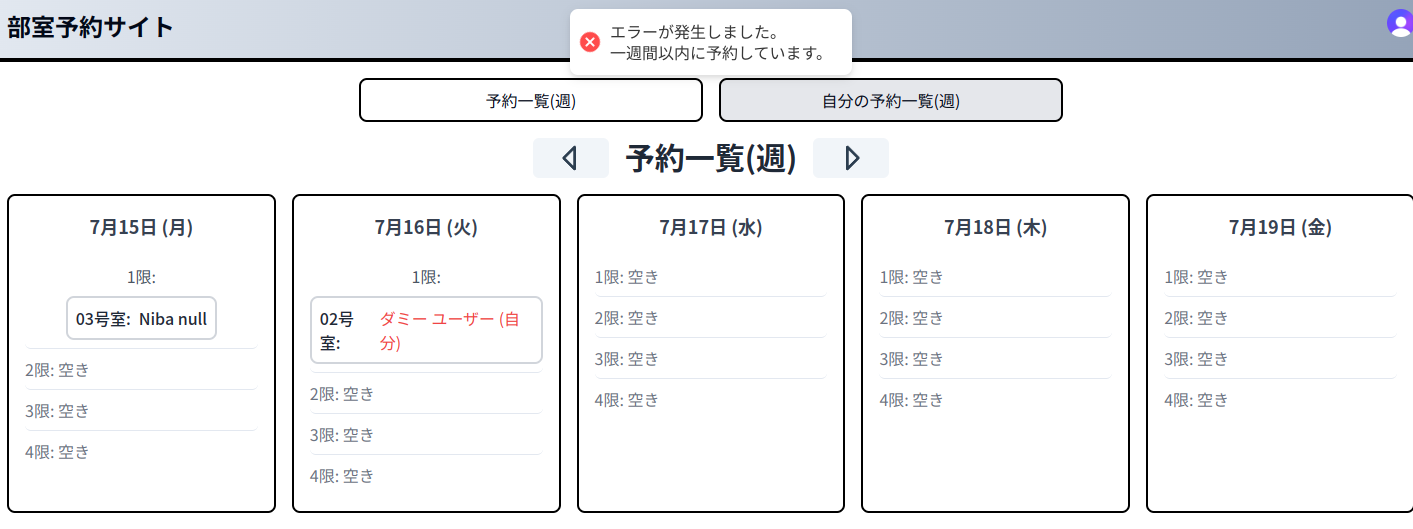 部室予約サイト
エラーが発生しました。
一週間以内に予約しています。
予約一覧(週)
自分の予約一覧(週)
予約一覧(週)
7月15日 (月)
1限:
03号室: Niba null
2限: 空き
3限: 空き
4限: 空き
7月16日 (火)
1限:
02号
室:
ダミー ユーザー (自
分)
2限: 空き
3限: 空き
4限: 空き
7月17日 (水)
1限: 空き
2限: 空き
3限: 空き
4限: 空き
7月18日 (木)
1限: 空き
2限: 空き
3限: 空き
4限: 空き
7月19日 (金)
1限: 空き
2限: 空き
3限: 空き
4限: 空き